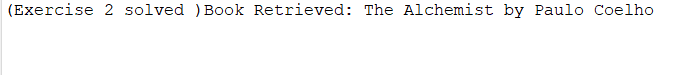 (Exercise 2 solved )Book Retrieved: The Alchemist by Paulo Coelho